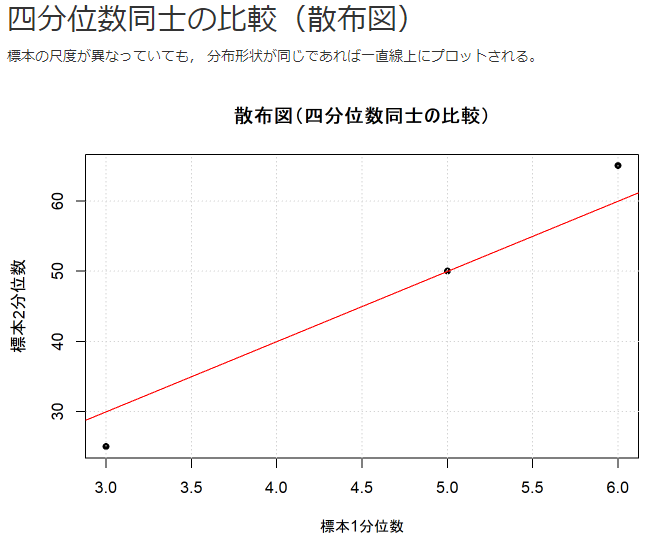 四分位数同士の比較（散布図）
標本の尺度が異なっていても， 分布形状が同じであれば一直線上にプロットされる。
散布図（四分位数同士の比較）
60
50
40
30
標本2分位数
3.0 3.5 4.0 4.5 5.0 5.5 6.0
標本1分位数